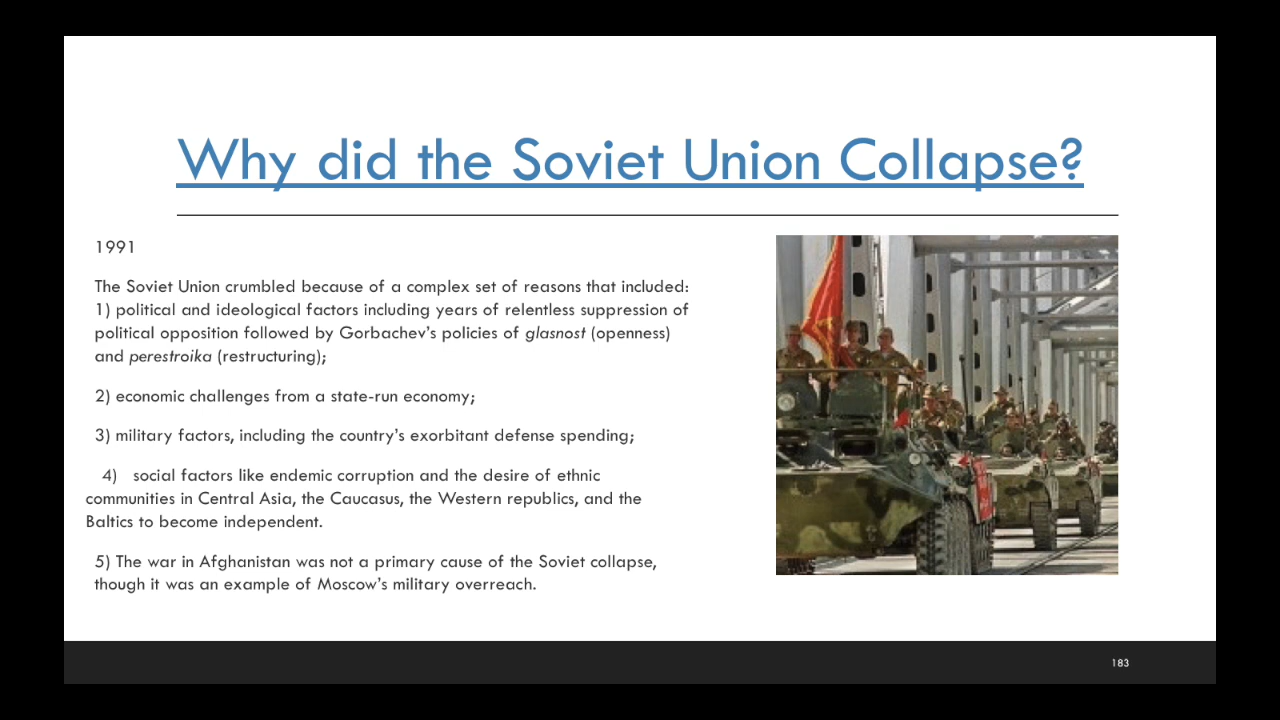 Why did the Soviet Union Collapse?
1991
The Soviet Union crumbled because of a complex set of reasons that included:
1) political and ideological factors including years of relentless suppression of
political opposition followed by Gorbachev’s policies of glasnost (openness)
and perestroika (restructuring);
2) economic challenges from a state-run economy;
3) military factors, including the country’s exorbitant defense spending;
4) social factors like endemic corruption and the desire of ethnic
communities in Central Asia, the Caucasus, the Western republics, and the
Baltics to become independent.
5) The war in Afghanistan was not a primary cause of the Soviet collapse,
though it was an example of Moscow’s military overreach.
183